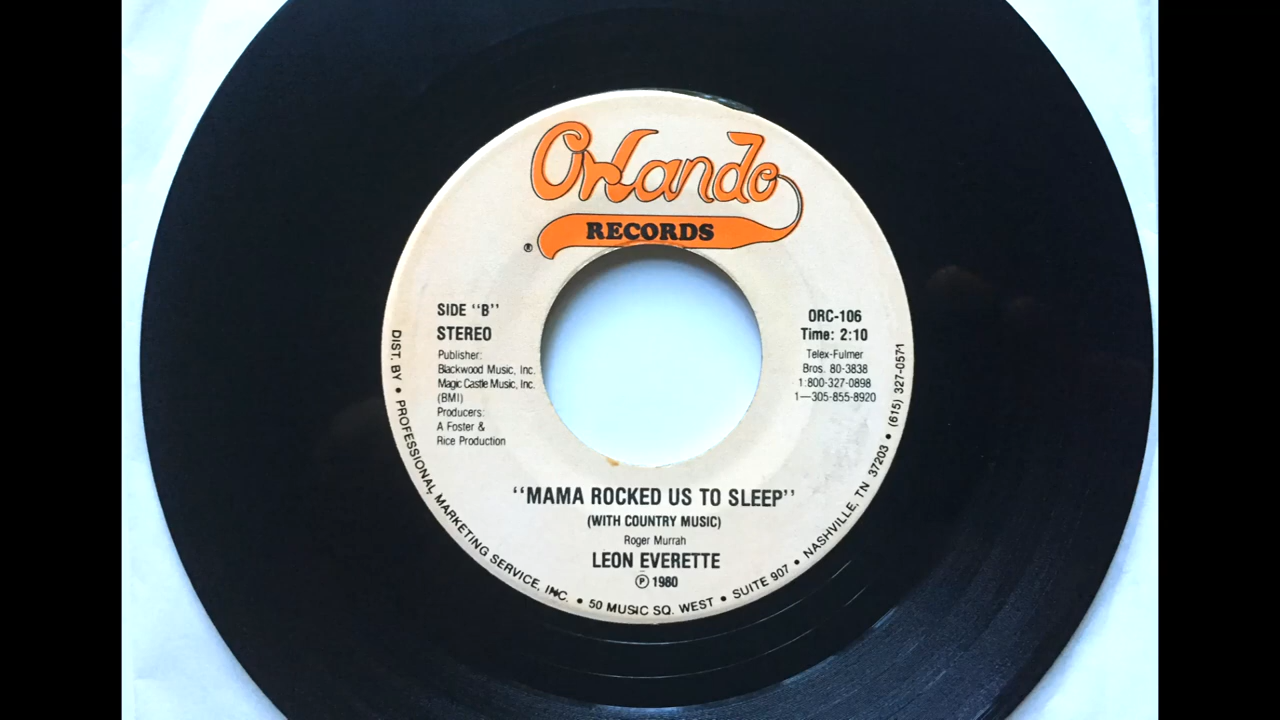 Orlando
RECORDS
®
SIDE "B"
STEREO
Publisher:
Blackwood Music, Inc.
Magic Castle Music, Inc.
(BMI)
Producers:
A Foster &
Rice Production
ORC-106
Time: 2:10
Telex-Fulmer
Bros. 80-3838
1:800-327-0898
1—305-855-8920
"MAMA ROCKED US TO SLEEP"
(WITH COUNTRY MUSIC)
Roger Murrah
LEON EVERETTE
Ⓟ 1980
DIST. BY • PROFESSIONAL MARKETING SERVICE, INC. • 50 MUSIC SQ. WEST • SUITE 907 • NASHVILLE, TN 37203 • (615) 327-0571